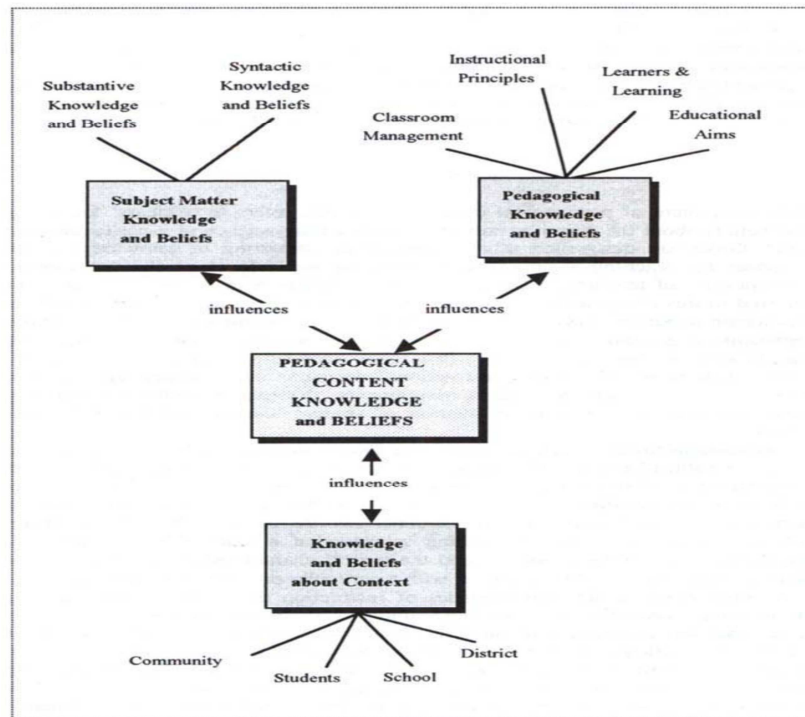 Substantive
Knowledge
and Beliefs
Syntactic
Knowledge
and Beliefs
Instructional
Principles
Learners &
Learning
Classroom
Management
Educational
Aims
Subject Matter
Knowledge
and Beliefs
Pedagogical
Knowledge
and Beliefs
influences
influences
PEDAGOGICAL
CONTENT
KNOWLEDGE
and BELIEFS
influences
Knowledge
and Beliefs
about Context
Community
Students
School
District